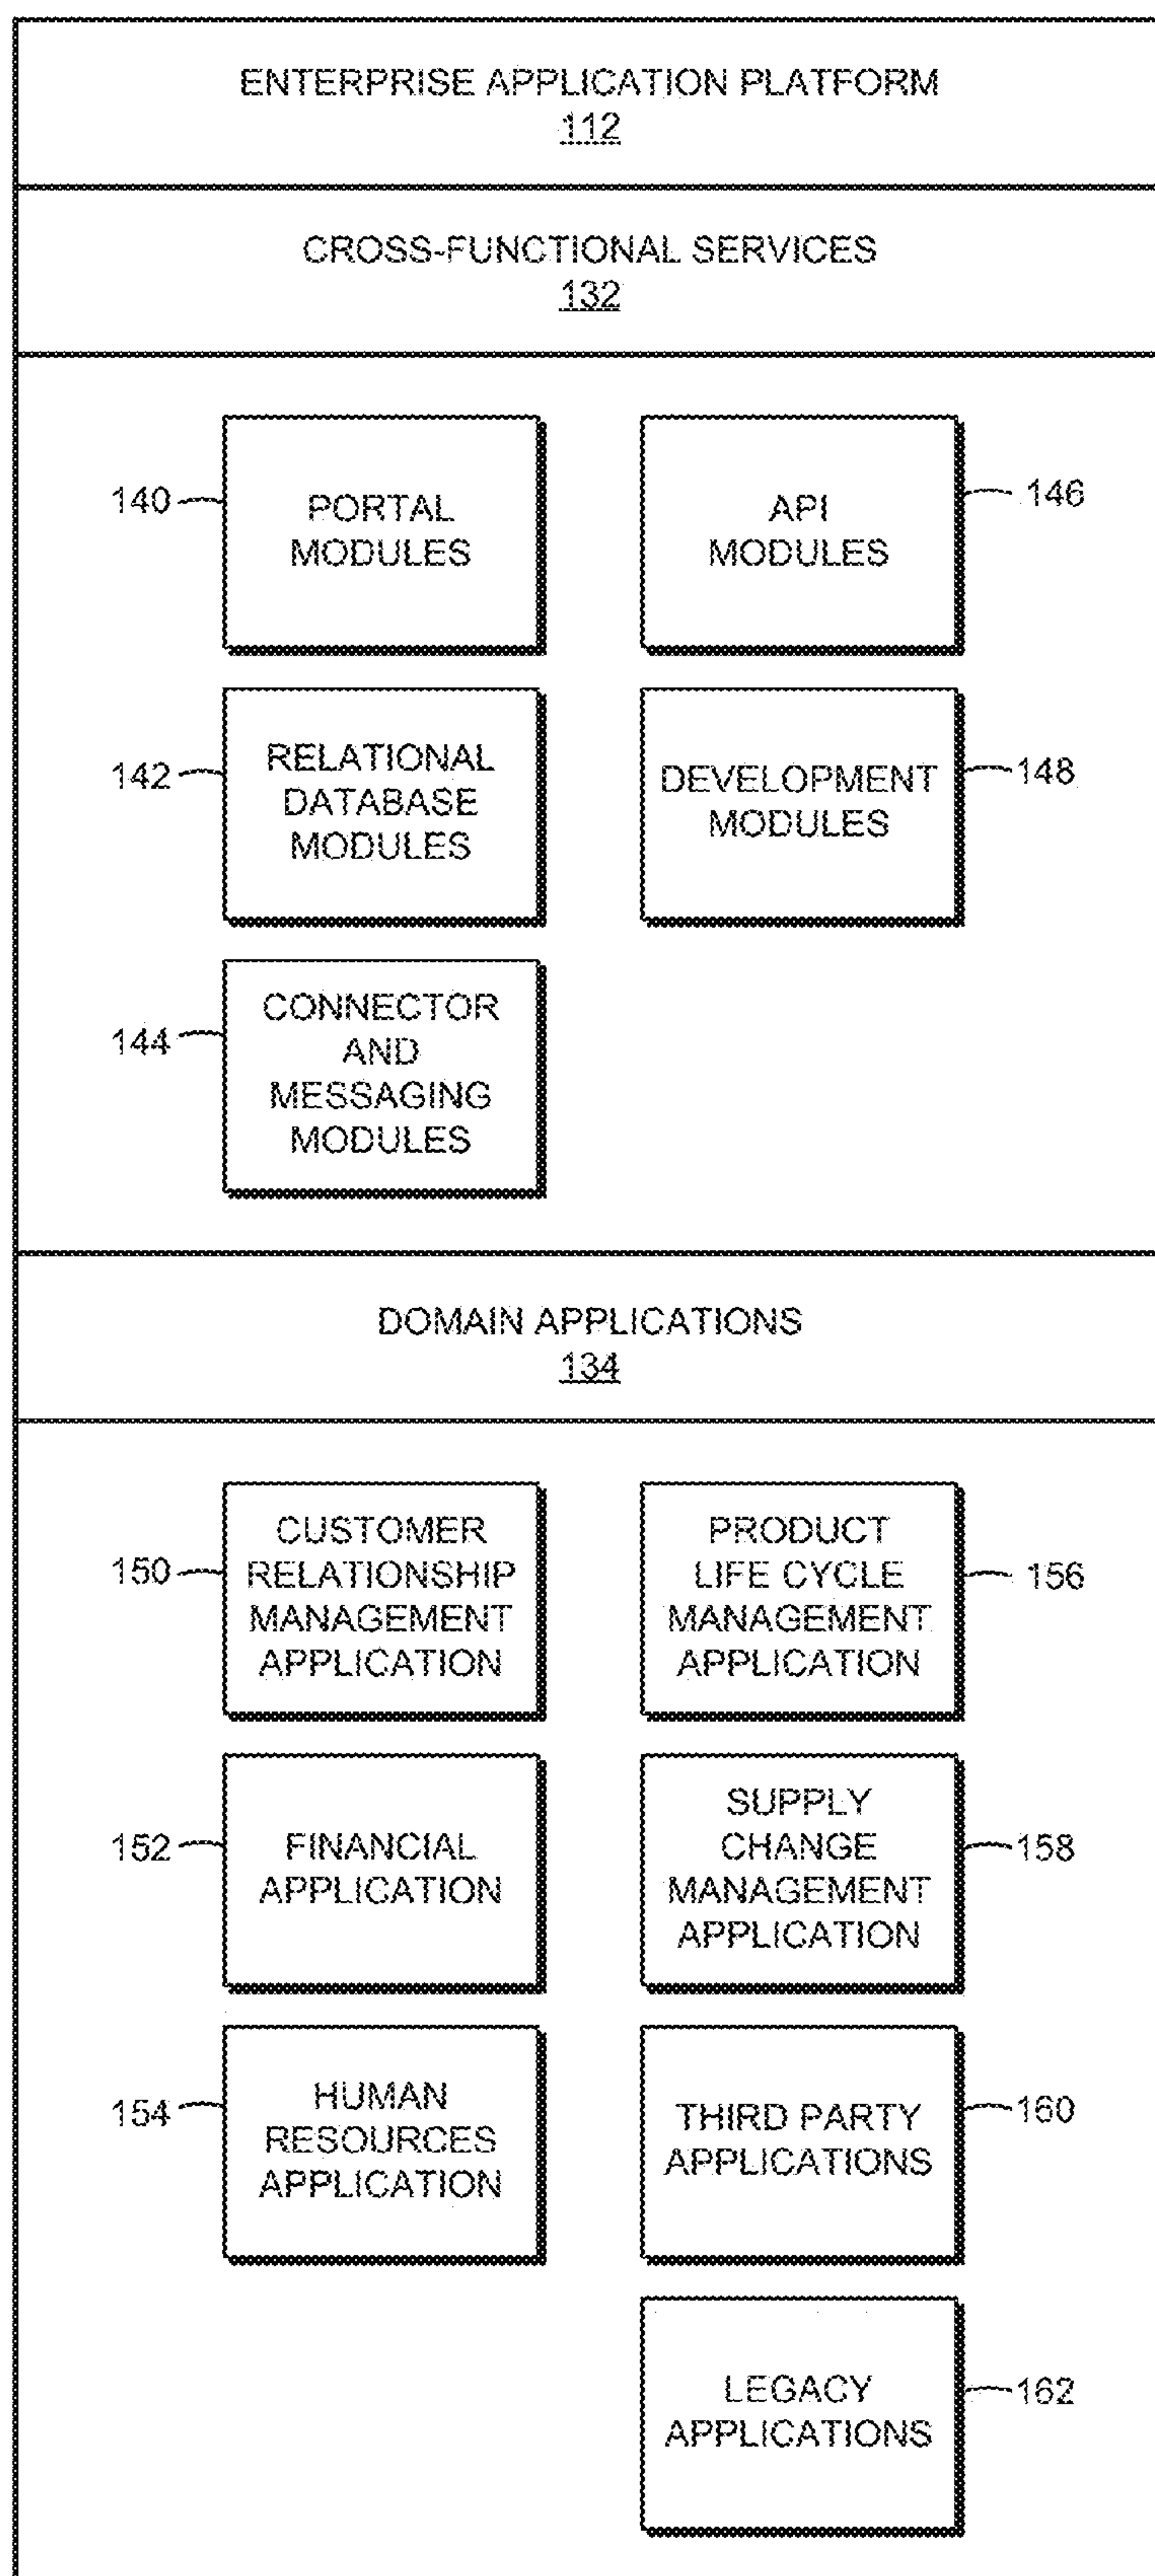 ENTERPRISE APPLICATION PLATFORM
112
CROSS-FUNCTIONAL SERVICES
132
140
PORTAL
MODULES
API
MODULES
146
142
RELATIONAL
DATABASE
MODULES
DEVELOPMENT
MODULES
148
144
CONNECTOR
AND
MESSAGING
MODULES
DOMAIN APPLICATIONS
134
150
CUSTOMER
RELATIONSHIP
MANAGEMENT
APPLICATION
PRODUCT
LIFE CYCLE
MANAGEMENT
APPLICATION
156
152
FINANCIAL
APPLICATION
SUPPLY
CHANGE
MANAGEMENT
APPLICATION
158
154
HUMAN
RESOURCES
APPLICATION
THIRD PARTY
APPLICATIONS
160
LEGACY
APPLICATIONS
162